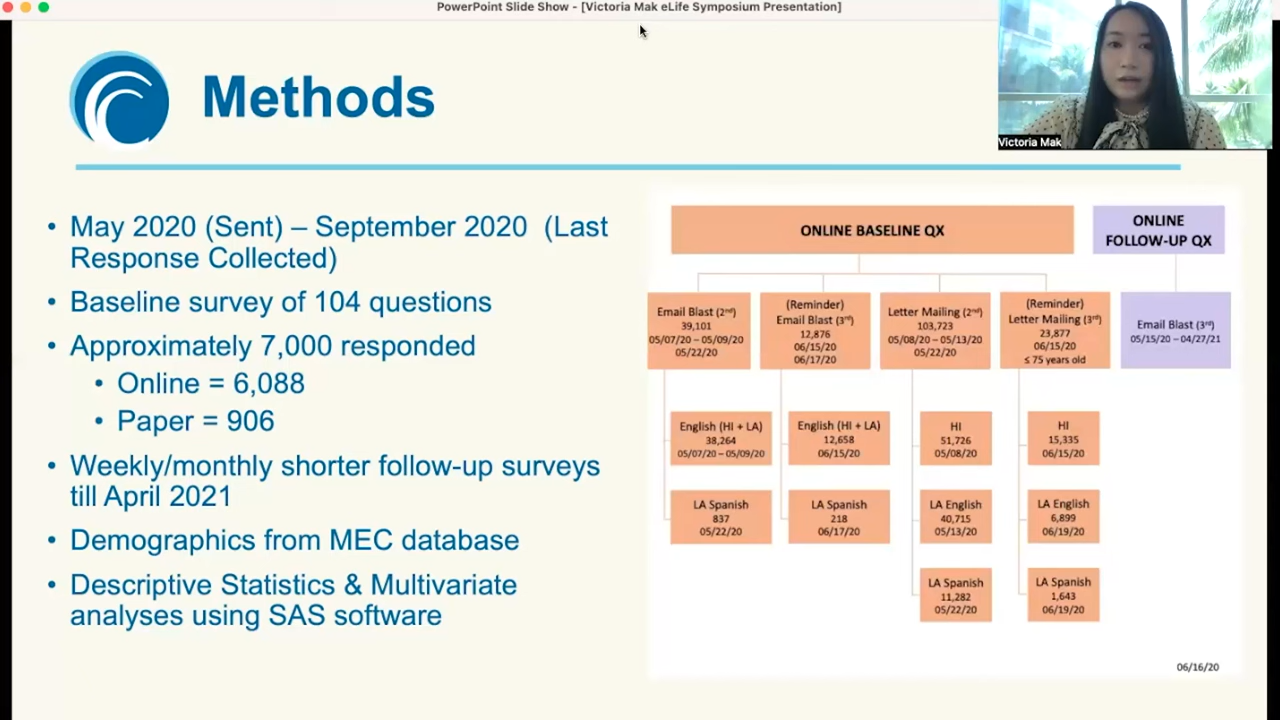 PowerPoint Slide Show - [Victoria Mak eLife Symposium Presentation]
Victoria Mak
Methods
• May 2020 (Sent) – September 2020 (Last
Response Collected)
• Baseline survey of 104 questions
• Approximately 7,000 responded
• Online = 6,088
• Paper = 906
• Weekly/monthly shorter follow-up surveys
till April 2021
• Demographics from MEC database
• Descriptive Statistics & Multivariate
analyses using SAS software
ONLINE BASELINE QX
ONLINE
FOLLOW-UP QX
Email Blast (2nd)
39,101
05/07/20 – 05/09/20
05/22/20
(Reminder)
Email Blast (3rd)
12,876
06/15/20
06/17/20
Letter Mailing (2nd)
103,723
05/08/20 – 05/13/20
05/22/20
(Reminder)
Letter Mailing (3rd)
23,877
06/15/20
≤ 75 years old
Email Blast (3rd)
05/15/20 – 04/27/21
English (HI + LA)
38,264
05/07/20 – 05/09/20
English (HI + LA)
12,658
06/15/20
HI
51,726
05/08/20
HI
15,335
06/15/20
LA Spanish
837
05/22/20
LA Spanish
218
06/17/20
LA English
40,715
05/13/20
LA English
6,899
06/19/20
LA Spanish
11,282
05/22/20
LA Spanish
1,643
06/19/20
06/16/20